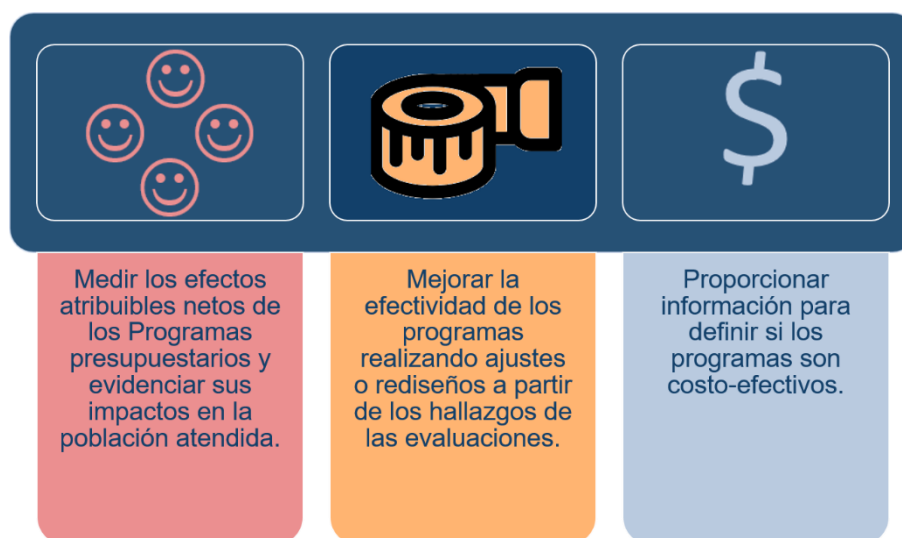 $
Medir los efectos
atribuibles netos de
los Programas
presupuestarios y
evidenciar sus
impactos en la
población atendida.
Mejorar la
efectividad de los
programas
realizando ajustes
o rediseños a partir
de los hallazgos de
las evaluaciones.
Proporcionar
información para
definir si los
programas son
costo-efectivos.